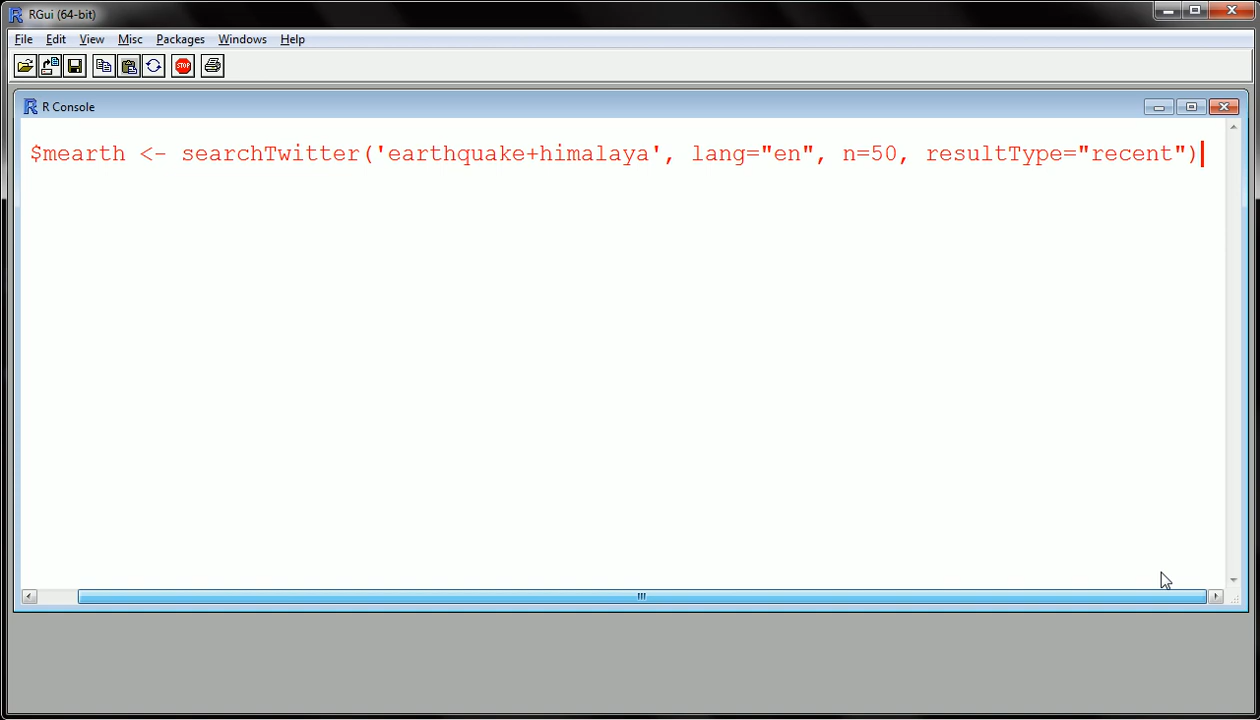 RGui (64-bit)
File Edit View Misc Packages Windows Help
STOP
R Console
$mearth <- searchTwitter('earthquake+himalaya', lang="en", n=50, resultType="recent")